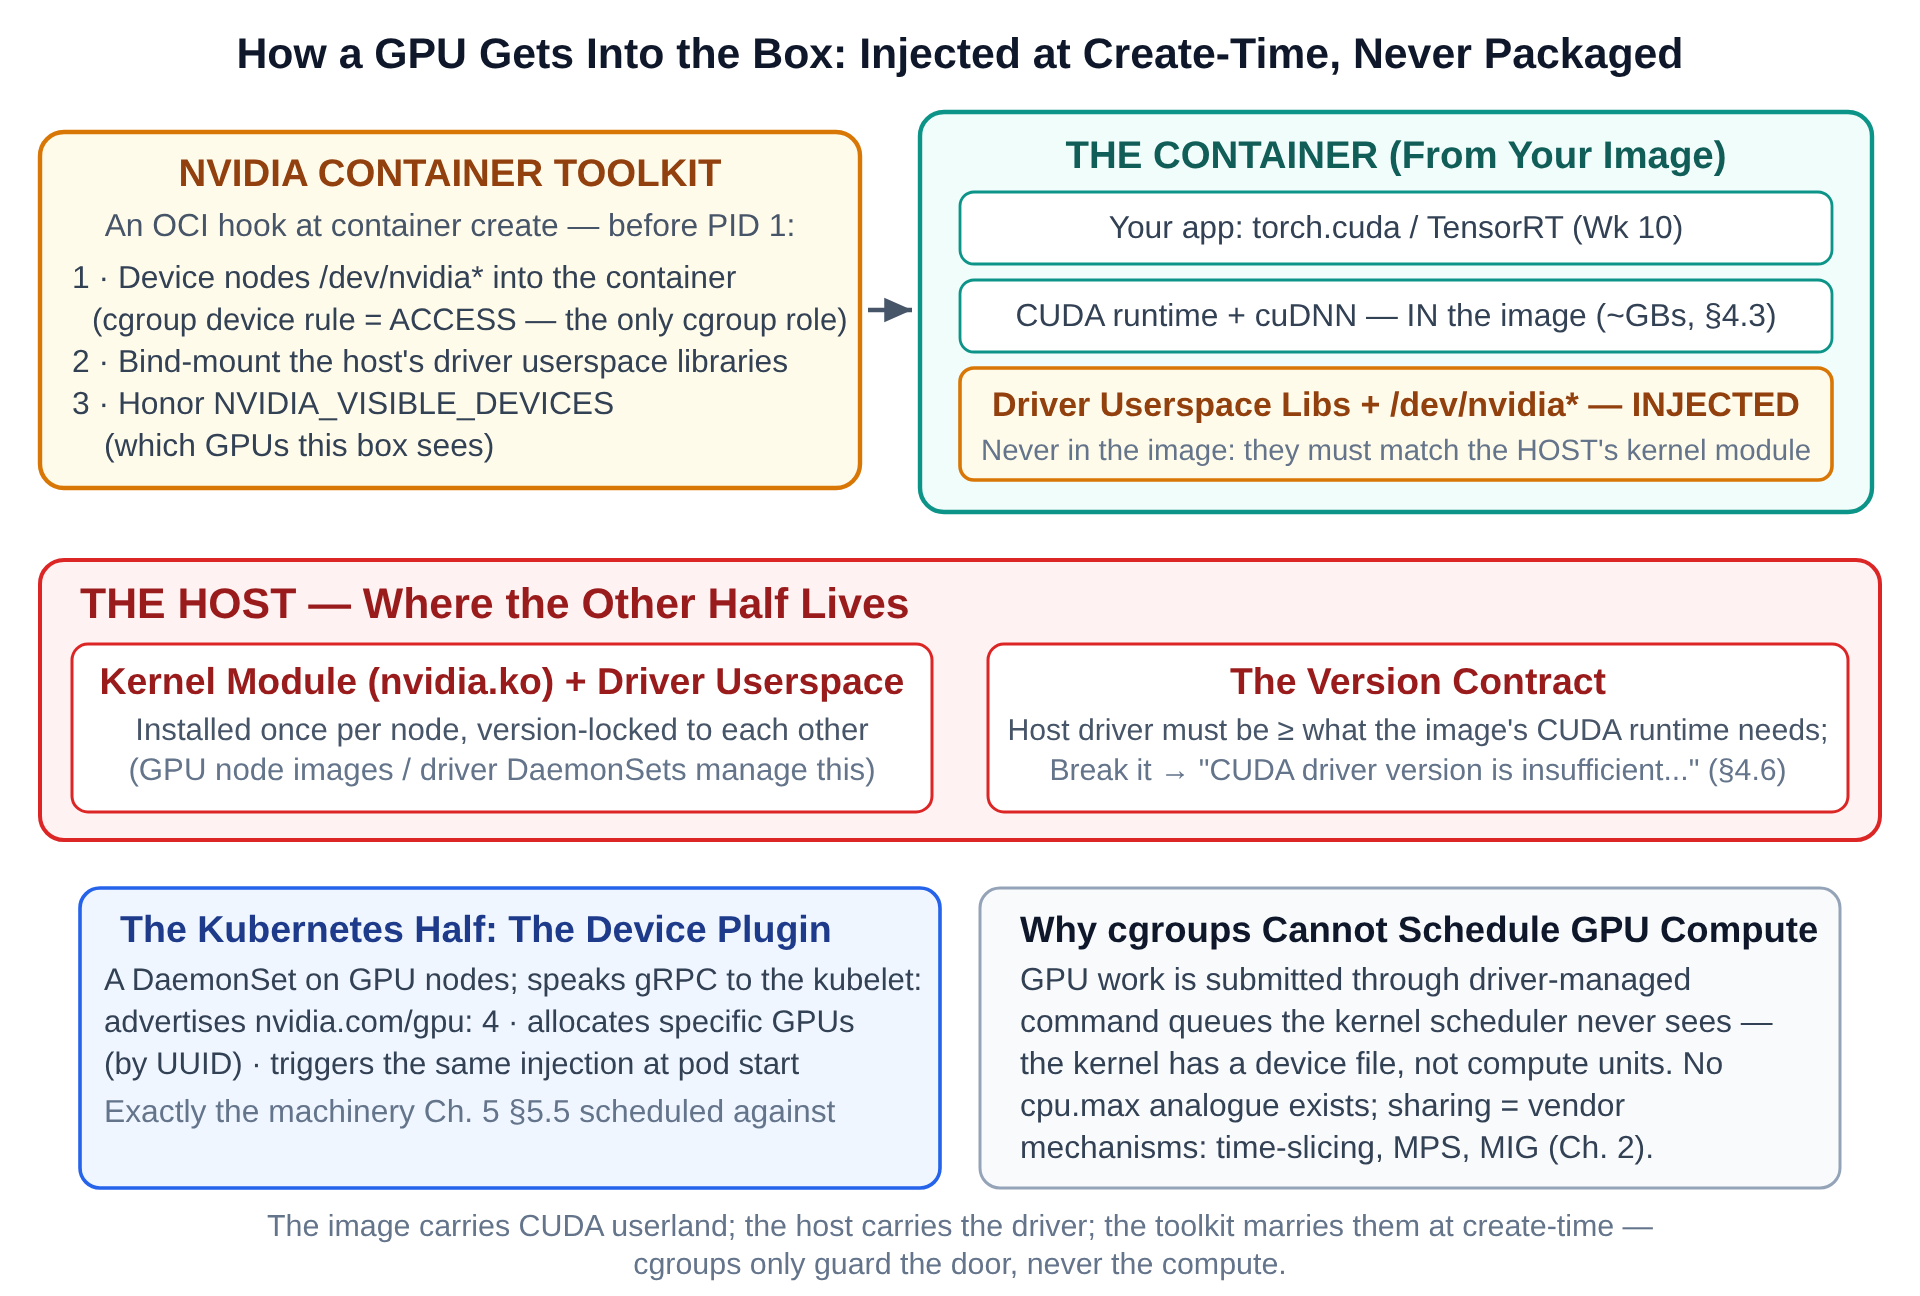 How a GPU Gets Into the Box: Injected at Create-Time, Never Packaged
NVIDIA CONTAINER TOOLKIT
An OCI hook at container create — before PID 1:
1 · Device nodes /dev/nvidia* into the container
(cgroup device rule = ACCESS — the only cgroup role)
2 · Bind-mount the host's driver userspace libraries
3 · Honor NVIDIA_VISIBLE_DEVICES
(which GPUs this box sees)
THE CONTAINER (From Your Image)
Your app: torch.cuda / TensorRT (Wk 10)
CUDA runtime + cuDNN — IN the image (~GBs, §4.3)
Driver Userspace Libs + /dev/nvidia* — INJECTED
Never in the image: they must match the HOST's kernel module
THE HOST — Where the Other Half Lives
Kernel Module (nvidia.ko) + Driver Userspace
Installed once per node, version-locked to each other
(GPU node images / driver DaemonSets manage this)
The Version Contract
Host driver must be ≥ what the image's CUDA runtime needs;
Break it → "CUDA driver version is insufficient..." (§4.6)
The Kubernetes Half: The Device Plugin
A DaemonSet on GPU nodes; speaks gRPC to the kubelet:
advertises nvidia.com/gpu: 4 · allocates specific GPUs
(by UUID) · triggers the same injection at pod start
Exactly the machinery Ch. 5 §5.5 scheduled against
Why cgroups Cannot Schedule GPU Compute
GPU work is submitted through driver-managed
command queues the kernel scheduler never sees —
the kernel has a device file, not compute units. No
cpu.max analogue exists; sharing = vendor
mechanisms: time-slicing, MPS, MIG (Ch. 2).
The image carries CUDA userland; the host carries the driver; the toolkit marries them at create-time —
cgroups only guard the door, never the compute.